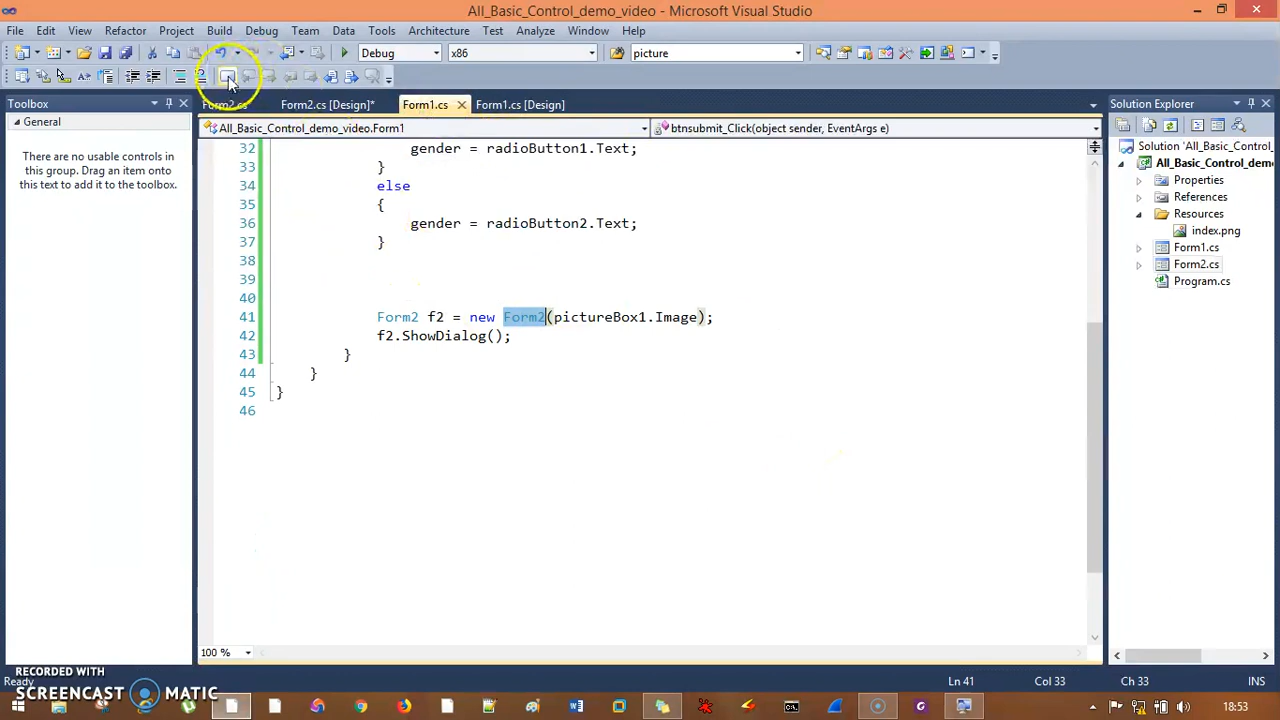 All_Basic_Control_demo_video - Microsoft Visual Studio
File Edit View Refactor Project Build Debug Team Data Tools Architecture Test Analyze Window Help
Debug x86 picture
Toolbox
Form2.cs Form2.cs [Design]* Form1.cs Form1.cs [Design]
Solution Explorer
General
All_Basic_Control_demo_video.Form1 btnsubmit_Click(object sender, EventArgs e)
There are no usable controls in
this group. Drag an item onto
this text to add it to the toolbox.
32 gender = radioButton1.Text;
33 }
34 else
35 {
36 gender = radioButton2.Text;
37 }
38
39
40
41 Form2 f2 = new Form2(pictureBox1.Image);
42 f2.ShowDialog();
43 }
44 }
45 }
46
Solution 'All_Basic_Control_
All_Basic_Control_dem
Properties
References
Resources
index.png
Form1.cs
Form2.cs
Program.cs
100 %
RECORDED WITH
SCREENCAST MATIC
Ready
Ln 41 Col 33 Ch 33 INS
18:53